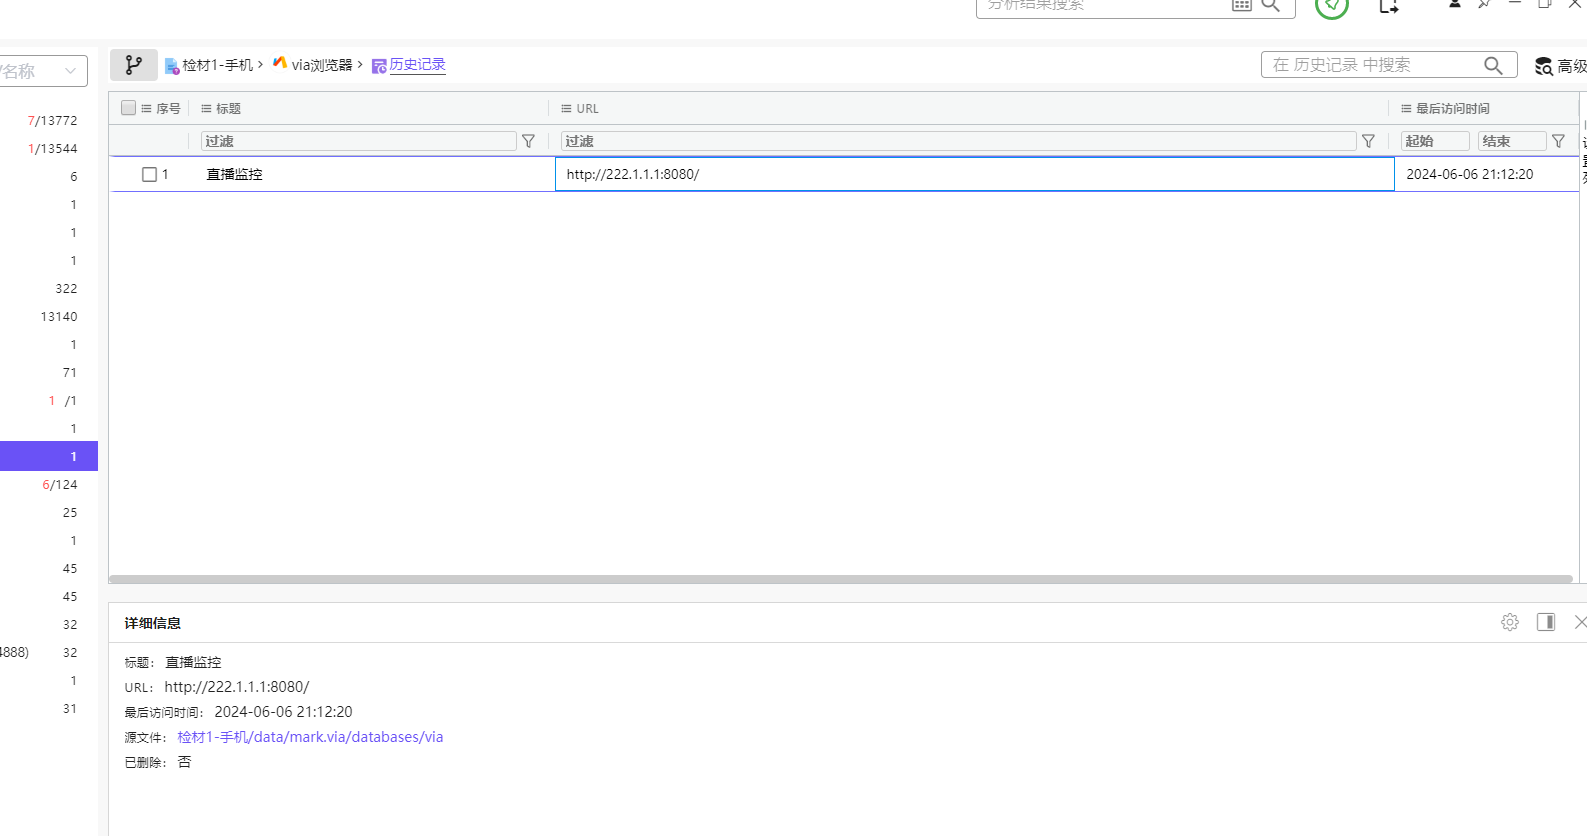 分析结果搜索
/名称
检材1-手机 > via浏览器 > 历史记录
在 历史记录 中搜索
高级
序号 标题 URL 最后访问时间
过滤 过滤 起始 结束
1 直播监控 http://222.1.1.1:8080/ 2024-06-06 21:12:20
7/13772
1/13544
6
1
1
1
322
13140
1
71
1 /1
1
1
6/124
25
1
45
45
32
4888) 32
1
31
详细信息
标题: 直播监控
URL: http://222.1.1.1:8080/
最后访问时间: 2024-06-06 21:12:20
源文件: 检材1-手机/data/mark.via/databases/via
已删除: 否